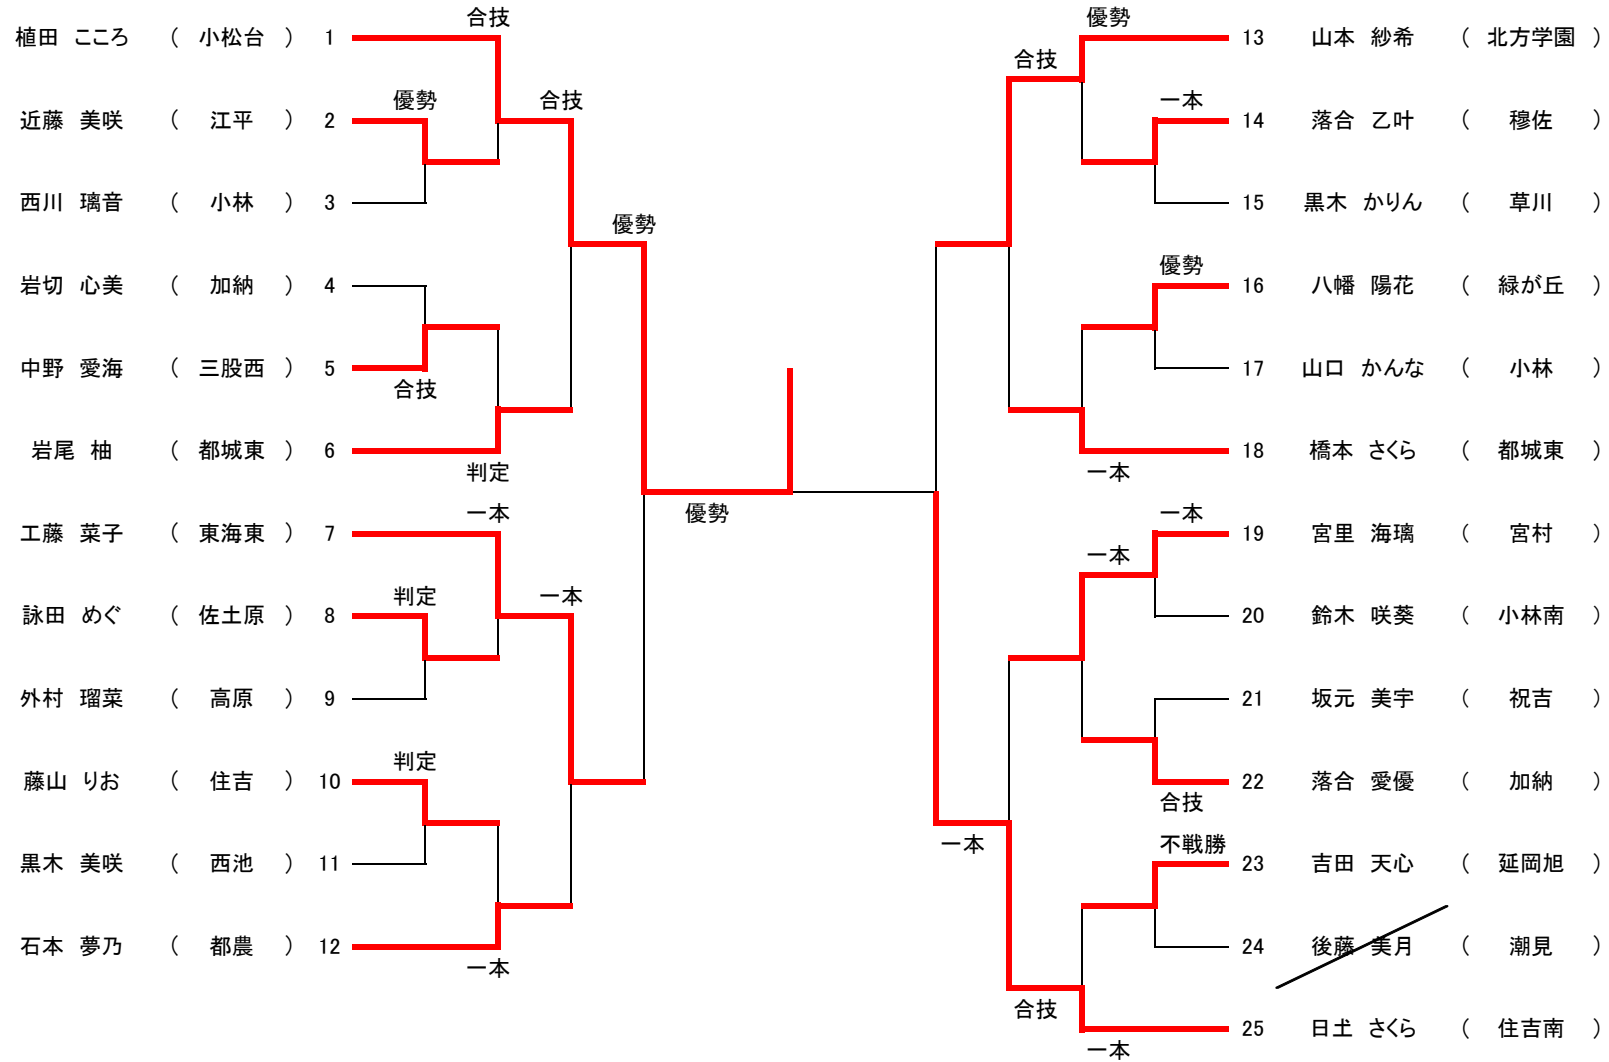 合技
植田 こころ ( 小松台 ) 1
優勢
合技
近藤 美咲 ( 江平 ) 2
西川 璃音 ( 小林 ) 3
優勢
岩切 心美 ( 加納 ) 4
中野 愛海 ( 三股西 ) 5
合技
岩尾 柚 ( 都城東 ) 6
判定
一本
優勢
工藤 菜子 ( 東海東 ) 7
判定
一本
詠田 めぐ ( 佐土原 ) 8
外村 瑠菜 ( 高原 ) 9
判定
藤山 りお ( 住吉 ) 10
黒木 美咲 ( 西池 ) 11
石本 夢乃 ( 都農 ) 12
一本
優勢
13 山本 紗希 ( 北方学園 )
合技
一本
14 落合 乙叶 ( 穆佐 )
15 黒木 かりん ( 草川 )
優勢
16 八幡 陽花 ( 緑が丘 )
17 山口 かんな ( 小林 )
18 橋本 さくら ( 都城東 )
一本
一本
19 宮里 海璃 ( 宮村 )
一本
20 鈴木 咲葵 ( 小林南 )
21 坂元 美宇 ( 祝吉 )
22 落合 愛優 ( 加納 )
合技
一本
不戦勝
23 吉田 天心 ( 延岡旭 )
24 後藤 美月 ( 潮見 )
合技
25 日𡈽 さくら ( 住吉南 )
一本